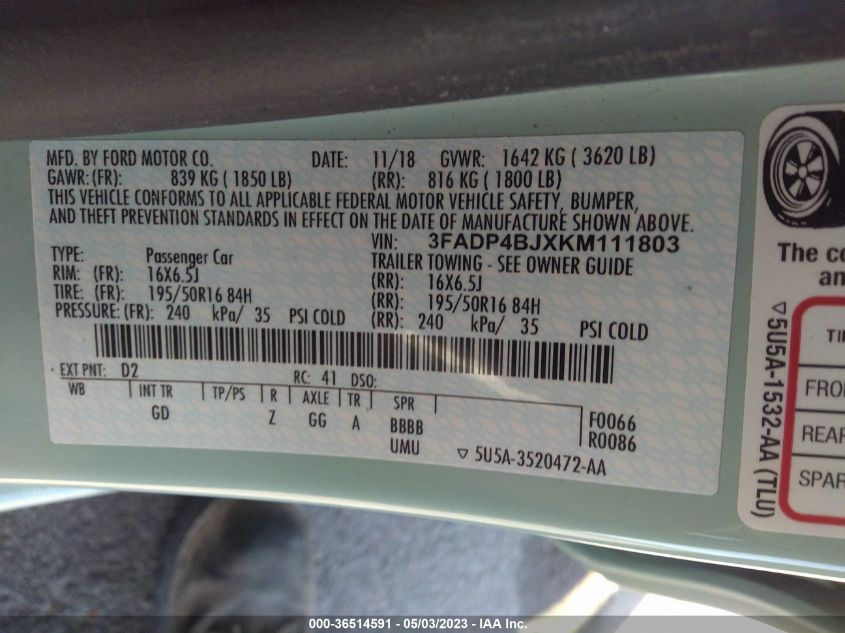 MFD. BY FORD MOTOR CO. DATE: 11/18 GVWR: 1642 KG ( 3620 LB)
GAWR: (FR): 839 KG ( 1850 LB) (RR): 816 KG ( 1800 LB)
THIS VEHICLE CONFORMS TO ALL APPLICABLE FEDERAL MOTOR VEHICLE SAFETY, BUMPER,
AND THEFT PREVENTION STANDARDS IN EFFECT ON THE DATE OF MANUFACTURE SHOWN ABOVE.
VIN: 3FADP4BJXKM111803
TYPE: Passenger Car TRAILER TOWING - SEE OWNER GUIDE
RIM: (FR): 16X6.5J (RR): 16X6.5J
TIRE: (FR): 195/50R16 84H (RR): 195/50R16 84H
PRESSURE: (FR): 240 kPa/ 35 PSI COLD (RR): 240 kPa/ 35 PSI COLD
EXT PNT: D2 RC: 41 DSO:
WB INT TR TP/PS R AXLE TR SPR
GD Z GG A BBBB F0066
UMU R0086
▽ 5U5A-3520472-AA
The co
an
▽5U5A-1532-AA (TLU)
TI
FRO
REAR
SPAR
000-36514591 - 05/03/2023 - IAA Inc.